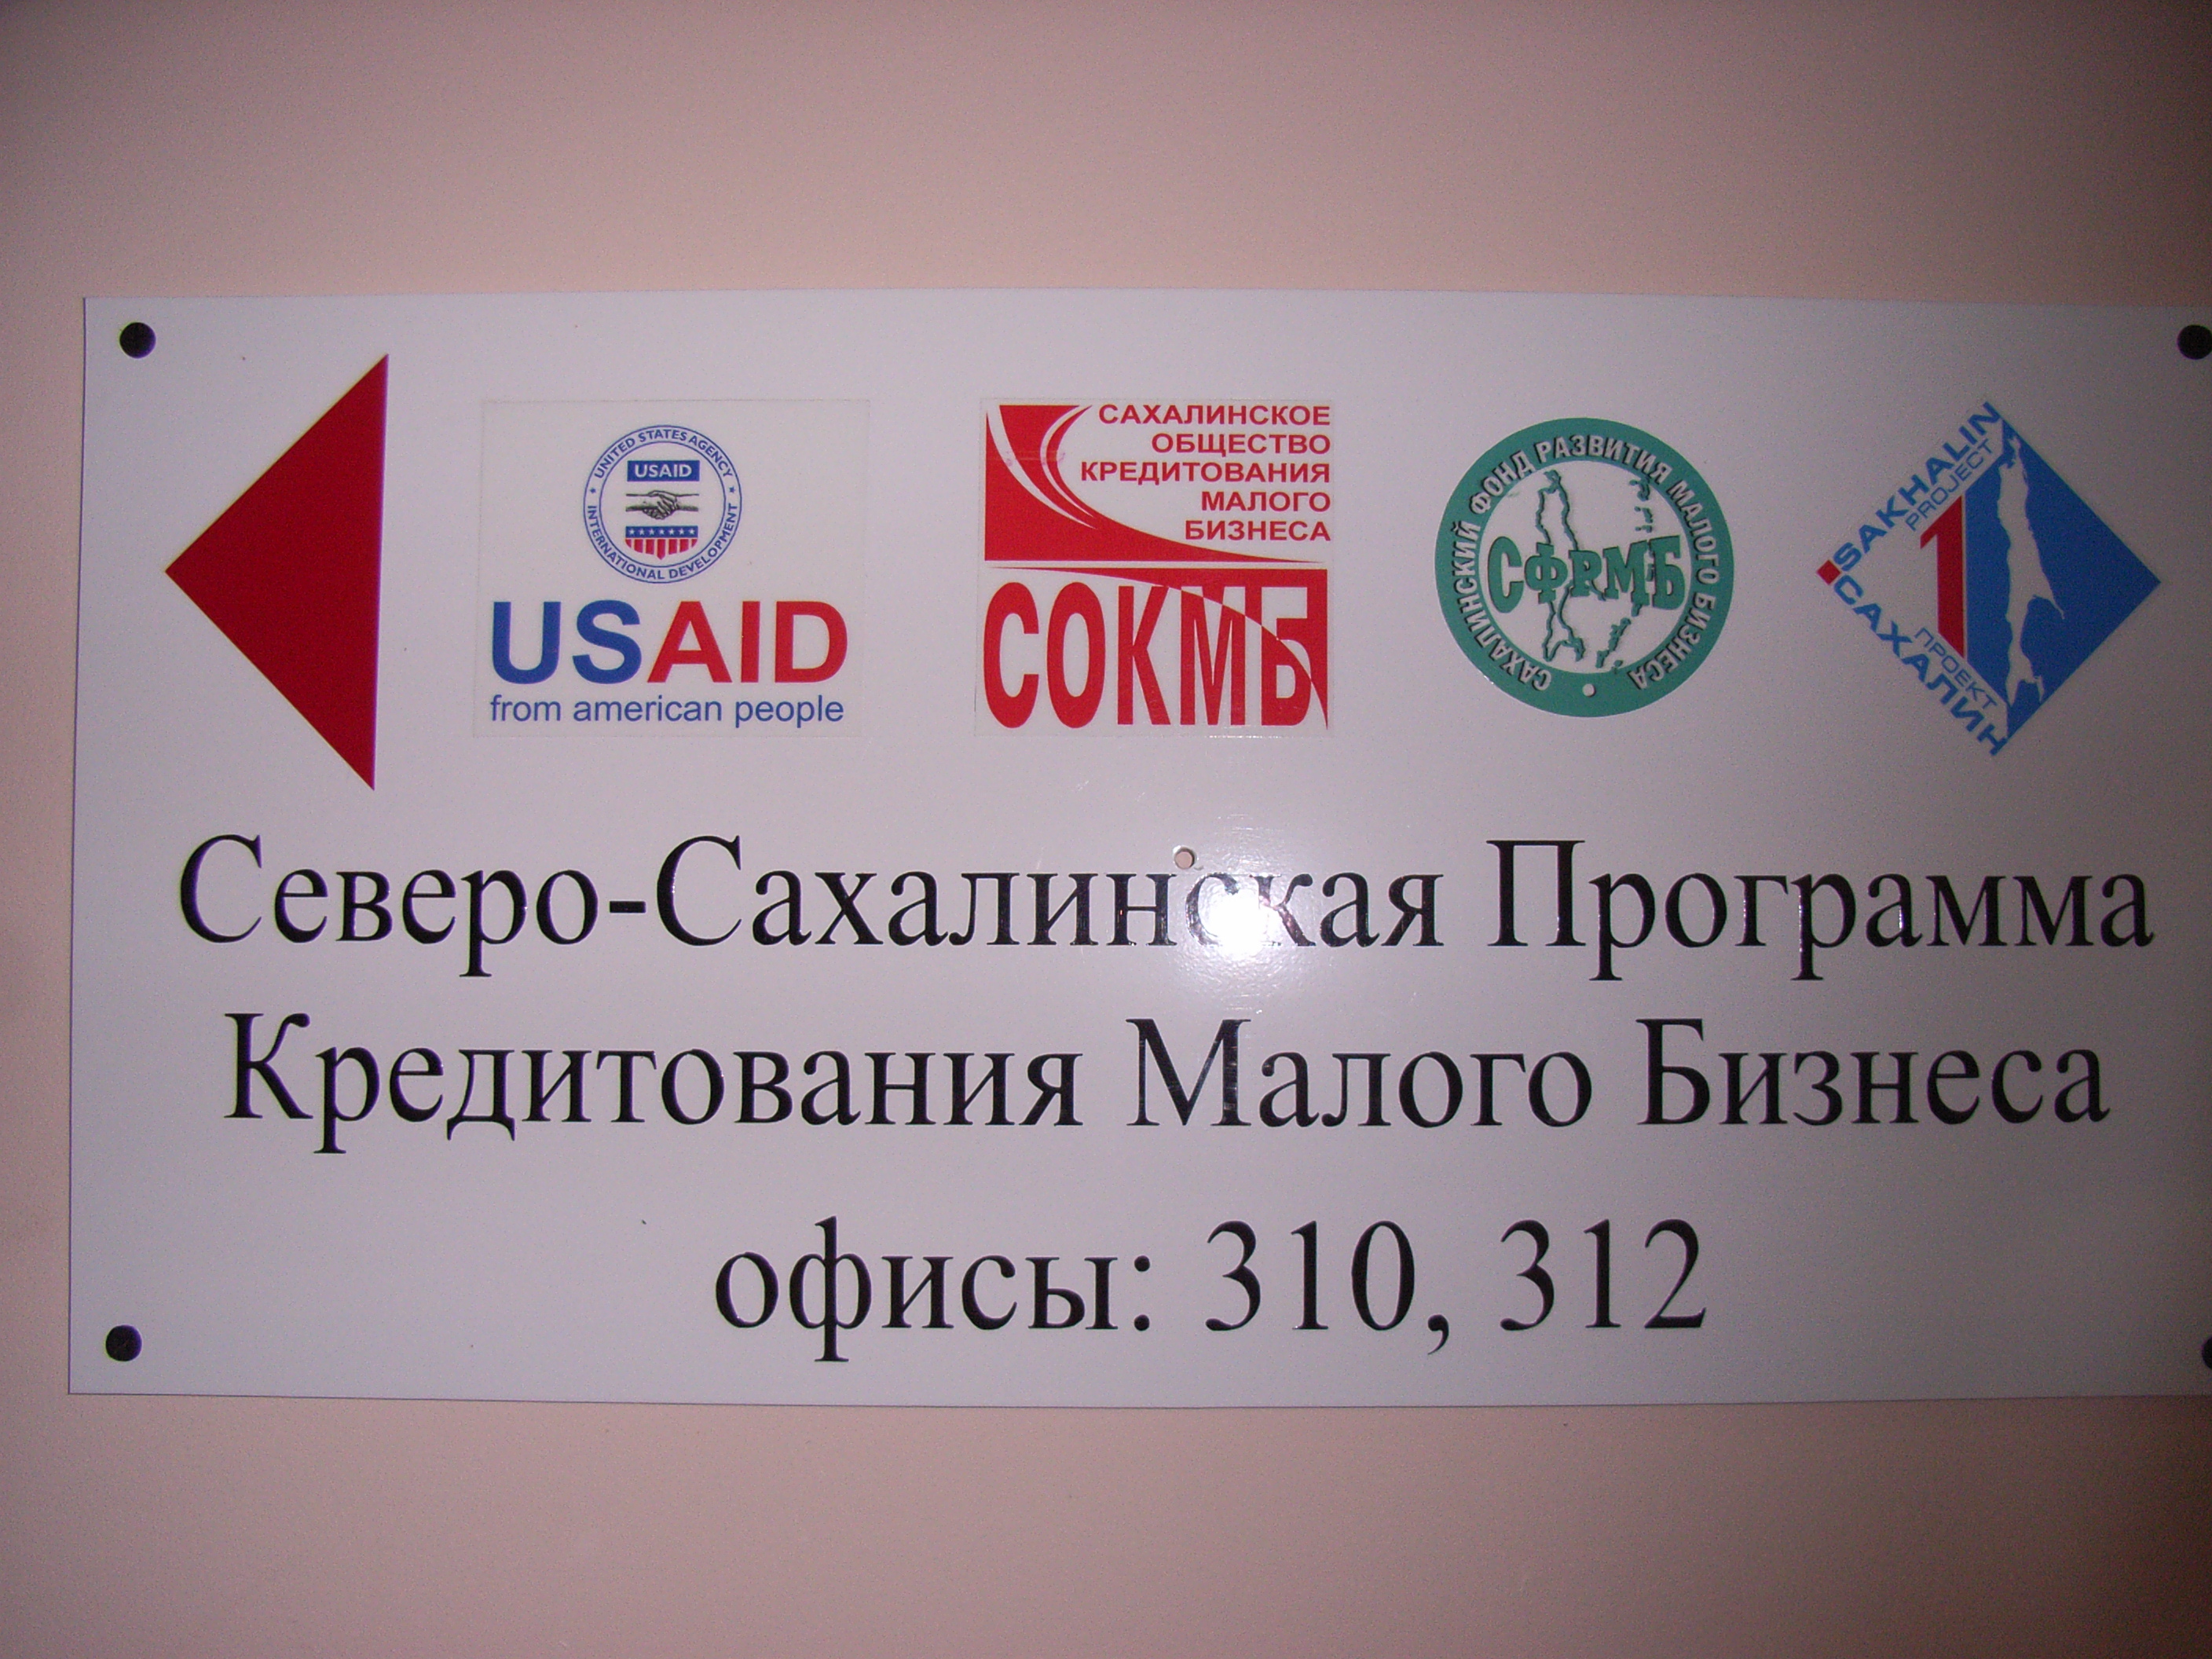 UNITED STATES AGENCY
USAID
INTERNATIONAL DEVELOPMENT
USAID
from american people
САХАЛИНСКОЕ
ОБЩЕСТВО
КРЕДИТОВАНИЯ
МАЛОГО
БИЗНЕСА
СОКМБ
САХАЛИНСКИЙ ФОНД РАЗВИТИЯ МАЛОГО БИЗНЕСА
СФРМБ
SAKHALIN
PROJECT
1
ПРОЕКТ
САХАЛИН
Северо-Сахалинская Программа
Кредитования Малого Бизнеса
офисы: 310, 312